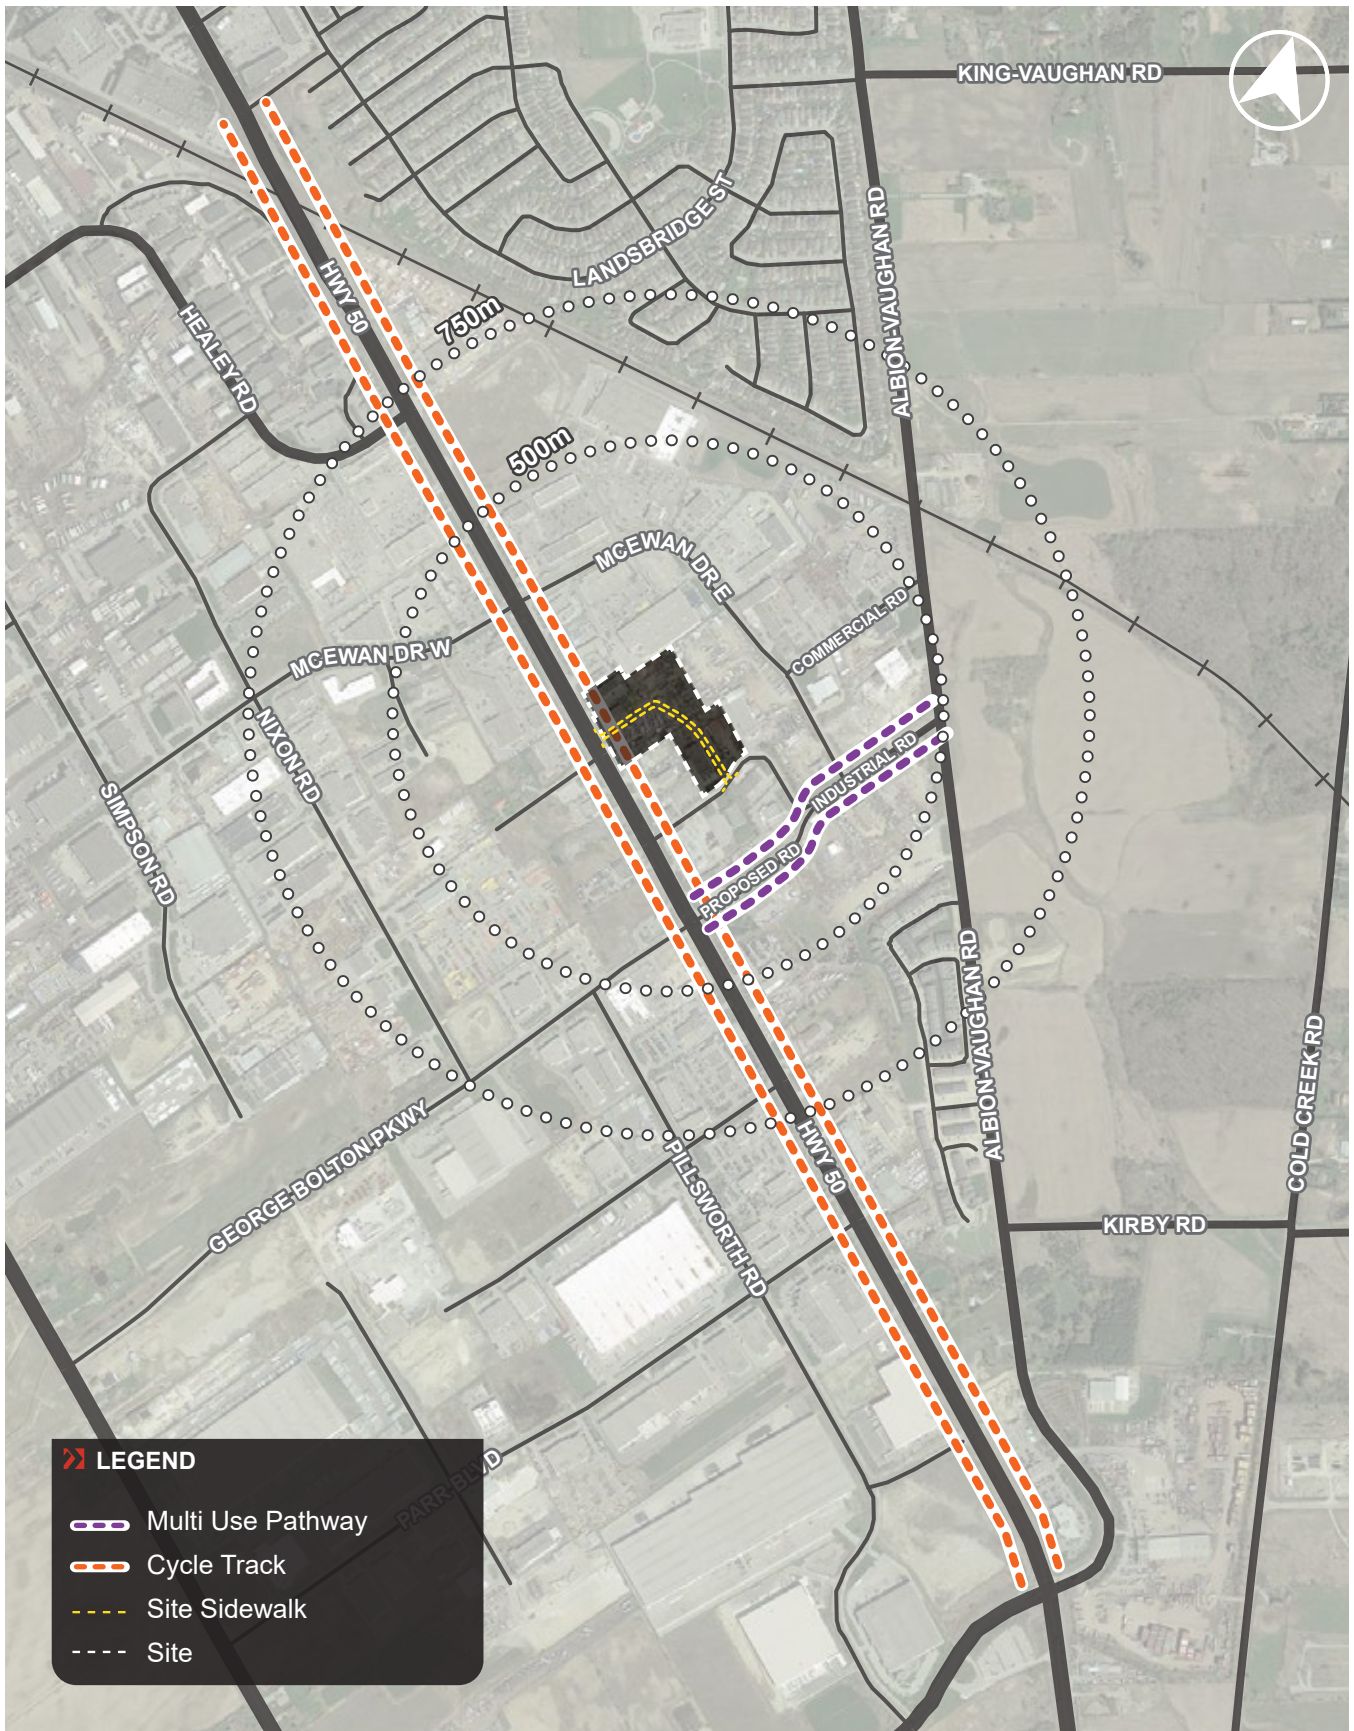 KING-VAUGHAN RD
LANDSBRIDGE ST
ALBION-VAUGHAN RD
HWY 50
HEALEY RD
750m
500m
MCEWAN DR E
COMMERCIAL RD
MCEWAN DR W
NIXON RD
INDUSTRIAL RD
SIMPSON RD
PROPOSED RD
ALBION-VAUGHAN RD
COLD CREEK RD
GEORGE-BOLTON PKWY
HWY 50
PILLSWORTH RD
KIRBY RD
PARR BLVD
LEGEND
Multi Use Pathway
Cycle Track
Site Sidewalk
Site